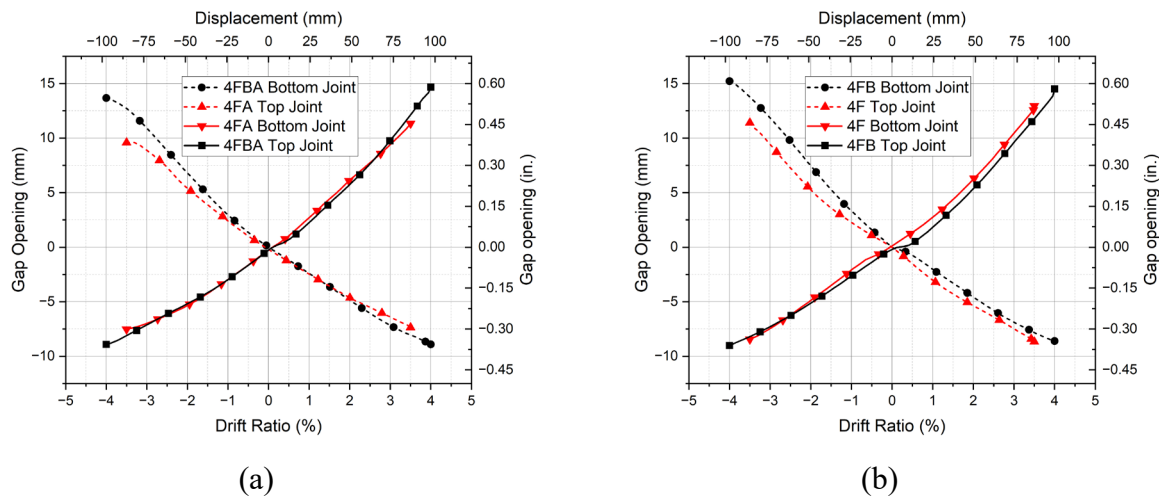 Displacement (mm)
−100 −75 −50 −25 0 25 50 75 100
4FBA Bottom Joint
4FA Top Joint
4FA Bottom Joint
4FBA Top Joint
15
10
5
0
−5
−10
Gap Opening (mm)
0.60
0.45
0.30
0.15
0.00
−0.15
−0.30
−0.45
Gap opening (in.)
−5 −4 −3 −2 −1 0 1 2 3 4 5
Drift Ratio (%)
(a)
Displacement (mm)
−100 −75 −50 −25 0 25 50 75 100
4FB Bottom Joint
4F Top Joint
4F Bottom Joint
4FB Top Joint
15
10
5
0
−5
−10
Gap Opening (mm)
0.60
0.45
0.30
0.15
0.00
−0.15
−0.30
−0.45
Gap opening (in.)
−5 −4 −3 −2 −1 0 1 2 3 4 5
Drift Ratio (%)
(b)